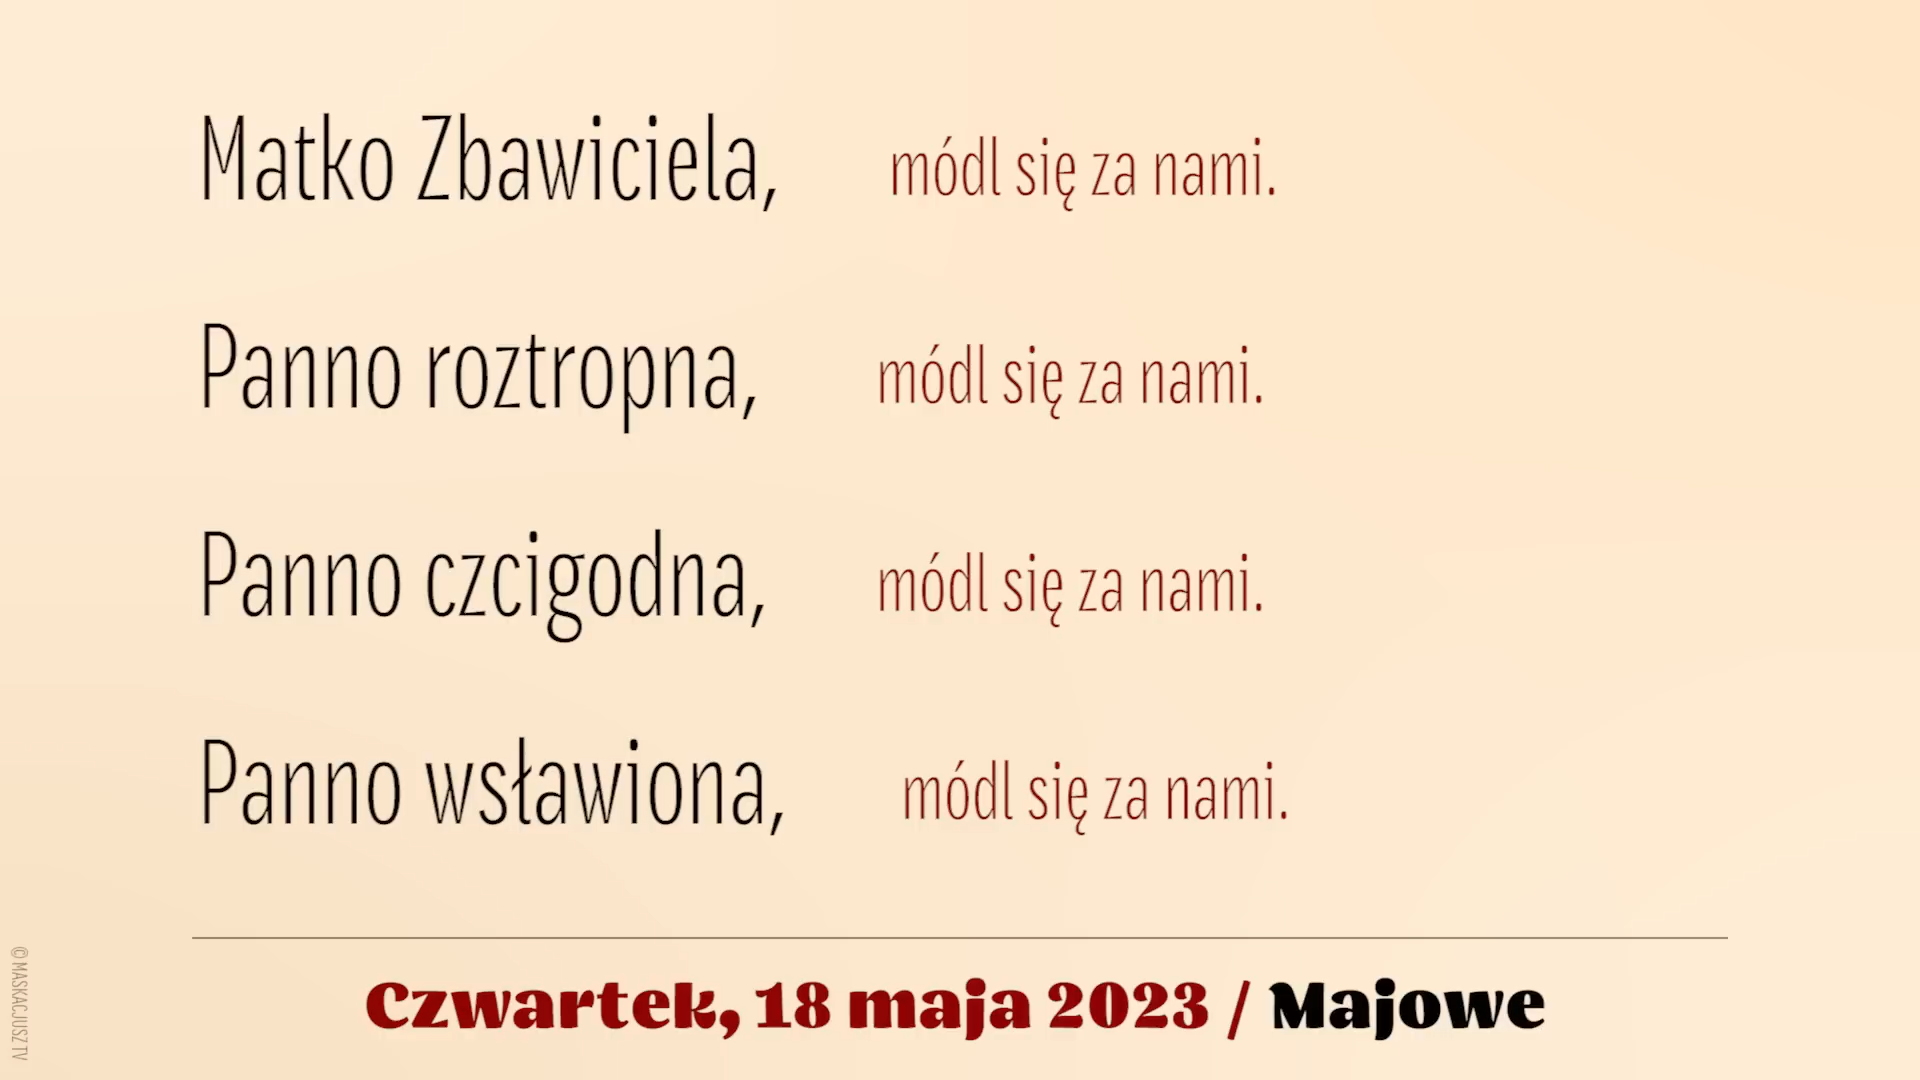 Matko Zbawiciela, módl się za nami.
Panno roztropna, módl się za nami.
Panno czcigodna, módl się za nami.
Panno wsławiona, módl się za nami.
Czwartek, 18 maja 2023 / Majowe
© MASKACJUSZ TV